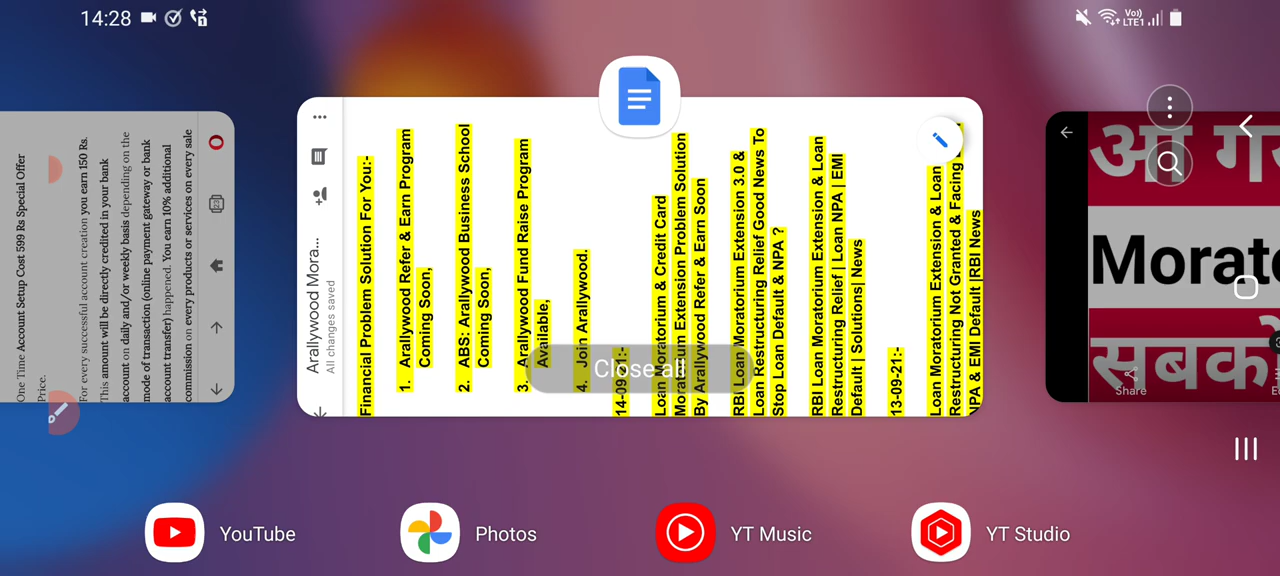 14:28
Vo))
LTE1
One Time Account Setup Cost 599 Rs Special Offer
Price.
For every successful account creation you earn 150 Rs.
This amount will be directly credited in your bank
account on daily and/or weekly basis depending on the
mode of transaction (online payment gateway or bank
account transfer) happened. You earn 10% additional
commission on every products or services on every sale
23
Arallywood Mora...
All changes saved
Financial Problem Solution For You:-
1. Arallywood Refer & Earn Program
Coming Soon,
2. ABS: Arallywood Business School
Coming Soon,
3. Arallywood Fund Raise Program
Available,
4. Join Arallywood.
14-09-21:-
Loan Moratorium & Credit Card
Moratorium Extension Problem Solution
By Arallywood Refer & Earn Soon
RBI Loan Moratorium Extension 3.0 &
Loan Restructuring Relief Good News To
Stop Loan Default & NPA ?
RBI Loan Moratorium Extension & Loan
Restructuring Relief | Loan NPA | EMI
Default | Solutions| News
13-09-21:-
Loan Moratorium Extension & Loan
Restructuring Not Granted & Facing
NPA & EMI Default |RBI News
Close all
आ
Morat
सबक
Share
YouTube
Photos
YT Music
YT Studio